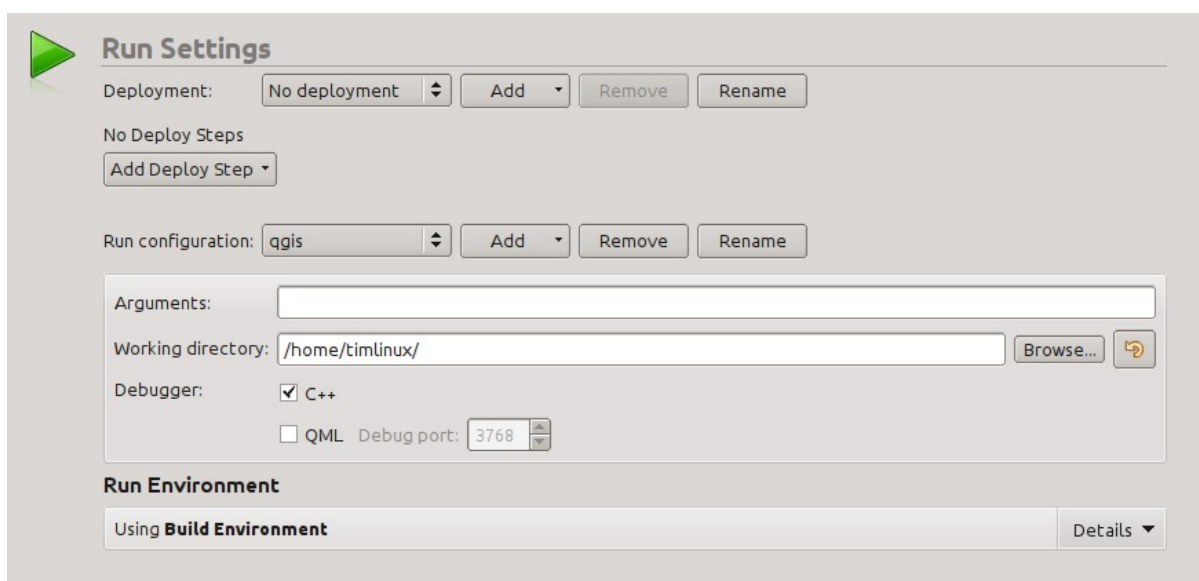 Run Settings
Deployment: No deployment Add Remove Rename
No Deploy Steps
Add Deploy Step
Run configuration: qgis Add Remove Rename
Arguments:
Working directory: /home/timlinux/ Browse...
Debugger: C++
QML Debug port: 3768
Run Environment
Using Build Environment Details